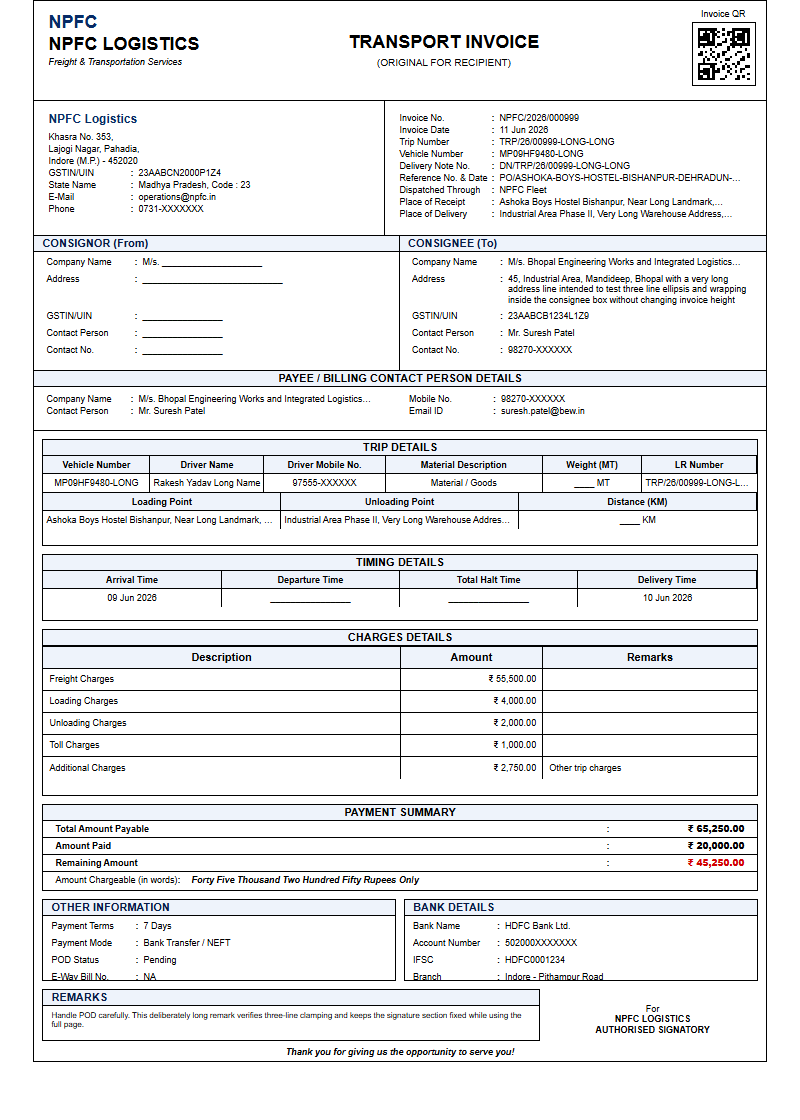 NPFC
NPFC LOGISTICS
Freight & Transportation Services
TRANSPORT INVOICE
(ORIGINAL FOR RECIPIENT)
Invoice QR
NPFC Logistics
Khasra No. 353,
Lajogi Nagar, Pahadia,
Indore (M.P.) - 452020
GSTIN/UIN : 23AABCN2000P1Z4
State Name : Madhya Pradesh, Code : 23
E-Mail : operations@npfc.in
Phone : 0731-XXXXXXX
Invoice No. : NPFC/2026/000999
Invoice Date : 11 Jun 2026
Trip Number : TRP/26/00999-LONG-LONG
Vehicle Number : MP09HF9480-LONG
Delivery Note No. : DN/TRP/26/00999-LONG-LONG
Reference No. & Date : PO/ASHOKA-BOYS-HOSTEL-BISHANPUR-DEHRADUN-...
Dispatched Through : NPFC Fleet
Place of Receipt : Ashoka Boys Hostel Bishanpur, Near Long Landmark,...
Place of Delivery : Industrial Area Phase II, Very Long Warehouse Address,...
CONSIGNOR (From)
Company Name : M/s. ____________________
Address : ____________________________
GSTIN/UIN : ________________
Contact Person : ________________
Contact No. : ________________
CONSIGNEE (To)
Company Name : M/s. Bhopal Engineering Works and Integrated Logistics...
Address : 45, Industrial Area, Mandideep, Bhopal with a very long
address line intended to test three line ellipsis and wrapping
inside the consignee box without changing invoice height
GSTIN/UIN : 23AABCB1234L1Z9
Contact Person : Mr. Suresh Patel
Contact No. : 98270-XXXXXX
PAYEE / BILLING CONTACT PERSON DETAILS
Company Name : M/s. Bhopal Engineering Works and Integrated Logistics... Mobile No. : 98270-XXXXXX
Contact Person : Mr. Suresh Patel Email ID : suresh.patel@bew.in
TRIP DETAILS
Vehicle Number Driver Name Driver Mobile No. Material Description Weight (MT) LR Number
MP09HF9480-LONG Rakesh Yadav Long Name 97555-XXXXXX Material / Goods ____ MT TRP/26/00999-LONG-L...
Loading Point Unloading Point Distance (KM)
Ashoka Boys Hostel Bishanpur, Near Long Landmark, ... Industrial Area Phase II, Very Long Warehouse Addres... ____ KM
TIMING DETAILS
Arrival Time Departure Time Total Halt Time Delivery Time
09 Jun 2026 ________________ ________________ 10 Jun 2026
CHARGES DETAILS
Description Amount Remarks
Freight Charges ₹ 55,500.00
Loading Charges ₹ 4,000.00
Unloading Charges ₹ 2,000.00
Toll Charges ₹ 1,000.00
Additional Charges ₹ 2,750.00 Other trip charges
PAYMENT SUMMARY
Total Amount Payable : ₹ 65,250.00
Amount Paid : ₹ 20,000.00
Remaining Amount : ₹ 45,250.00
Amount Chargeable (in words): Forty Five Thousand Two Hundred Fifty Rupees Only
OTHER INFORMATION
Payment Terms : 7 Days
Payment Mode : Bank Transfer / NEFT
POD Status : Pending
E-Way Bill No. : NA
BANK DETAILS
Bank Name : HDFC Bank Ltd.
Account Number : 502000XXXXXXX
IFSC : HDFC0001234
Branch : Indore - Pithampur Road
REMARKS
Handle POD carefully. This deliberately long remark verifies three-line clamping and keeps the signature section fixed while using the
full page.
For
NPFC LOGISTICS
AUTHORISED SIGNATORY
Thank you for giving us the opportunity to serve you!